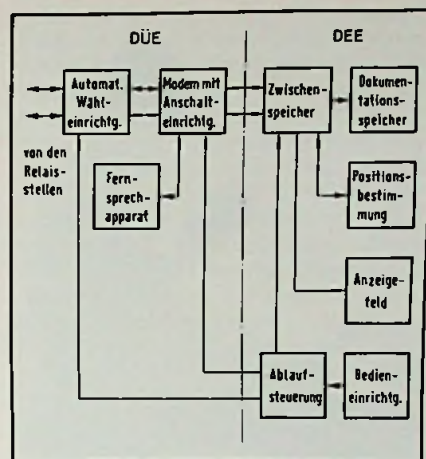 DÜE
DEE
Automat.
Wähl-
einrichtg.
Modem mit
Anschalt-
einrichtg.
Zwischen-
speicher
Dokumen-
tations-
speicher
von den
Relais-
stellen
Fern-
sprech-
apparat
Positions-
bestim-
mung
Anzeige-
feld
Ablauf-
steuerung
Bedien-
einrichtg.